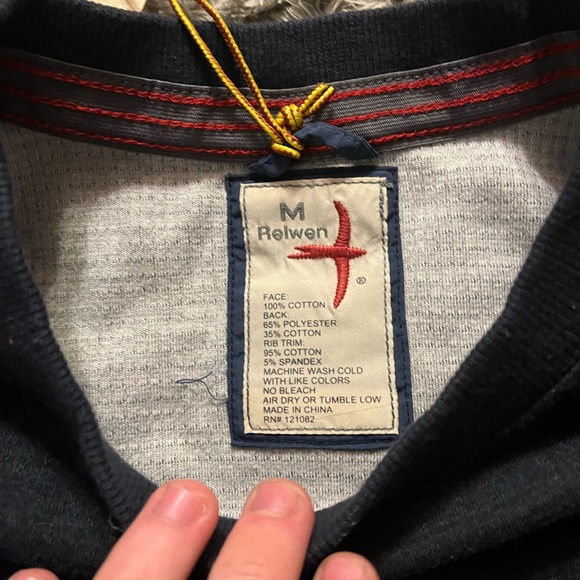 M
Relwen
®
FACE:
100% COTTON
BACK:
65% POLYESTER
35% COTTON
RIB TRIM:
95% COTTON
5% SPANDEX
MACHINE WASH COLD
WITH LIKE COLORS
NO BLEACH
AIR DRY OR TUMBLE LOW
MADE IN CHINA
RN# 121082